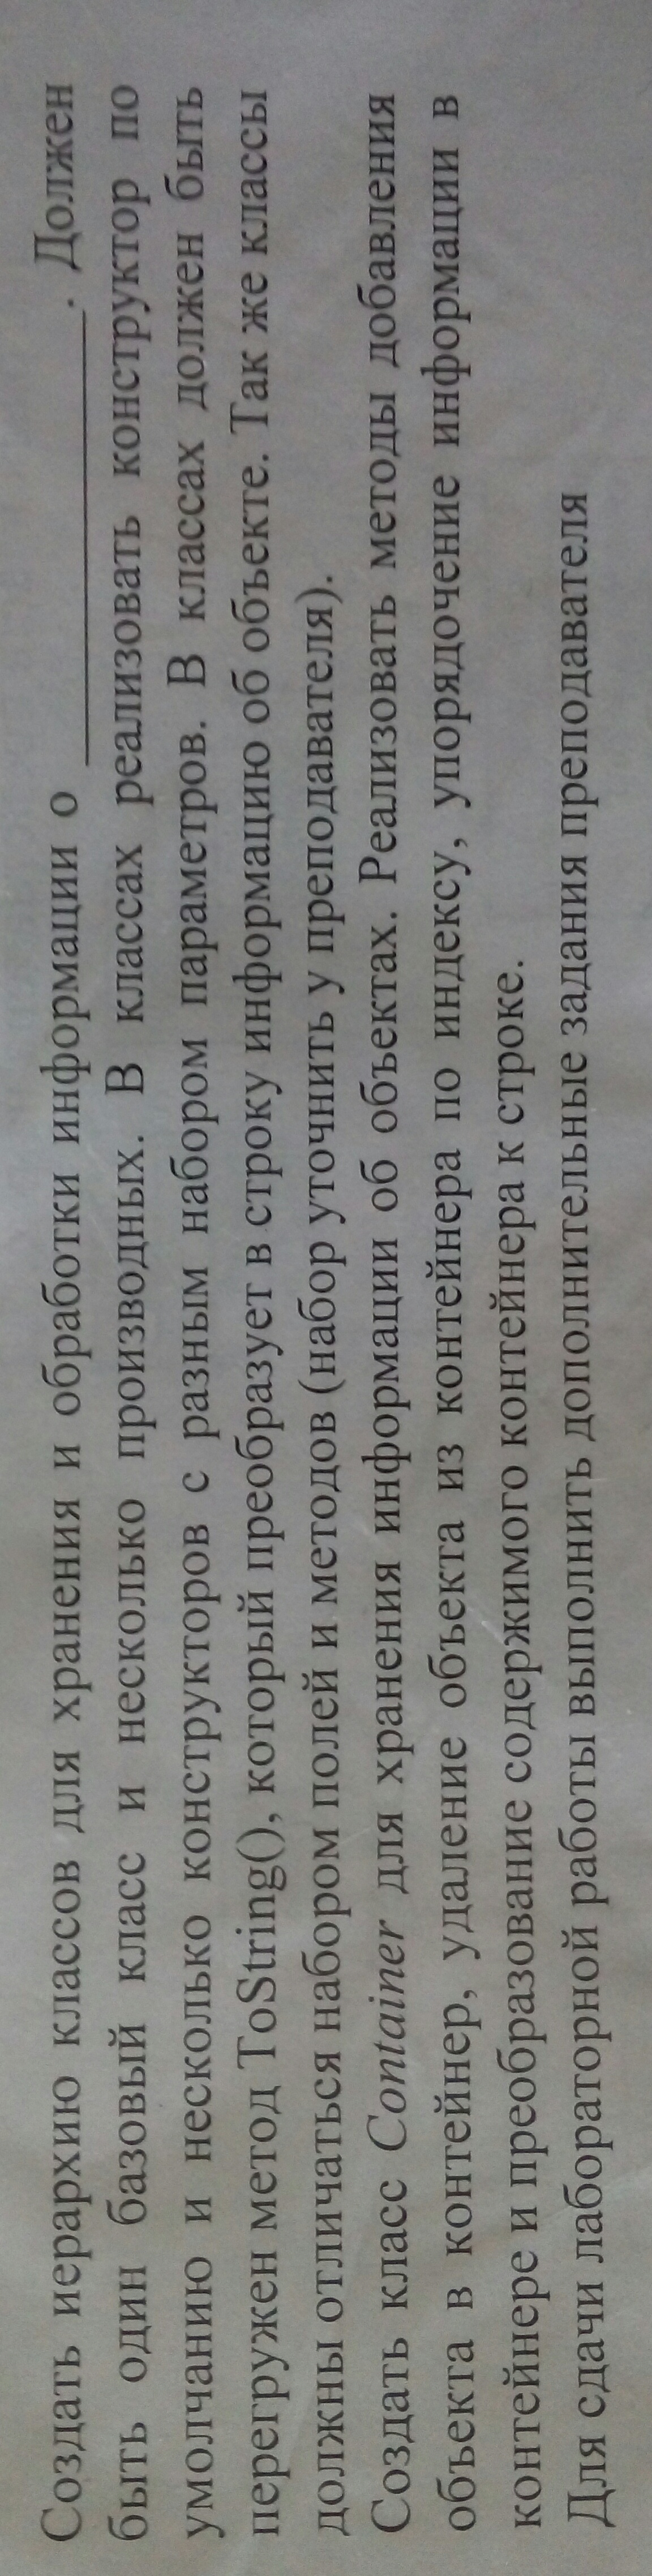 Создать иерархию классов для хранения и обработки информации о ____________. Должен
быть один базовый класс и несколько производных. В классах реализовать конструктор по
умолчанию и несколько конструкторов с разным набором параметров. В классах должен быть
перегружен метод ToString(), который преобразует в строку информацию об объекте. Так же классы
должны отличаться набором полей и методов (набор уточнить у преподавателя).
Создать класс Container для хранения информации об объектах. Реализовать методы добавления
объекта в контейнер, удаление объекта из контейнера по индексу, упорядочение информации в
контейнере и преобразование содержимого контейнера к строке.
Для сдачи лабораторной работы выполнить дополнительные задания преподавателя